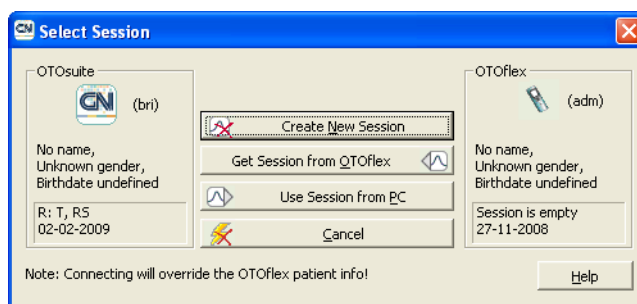 GN Select Session
OTOsuite
GN (bri)
No name,
Unknown gender,
Birthdate undefined
R: T, RS
02-02-2009
Create New Session
Get Session from OTOflex
Use Session from PC
Cancel
OTOflex
(adm)
No name,
Unknown gender,
Birthdate undefined
Session is empty
27-11-2008
Note: Connecting will override the OTOflex patient info!
Help